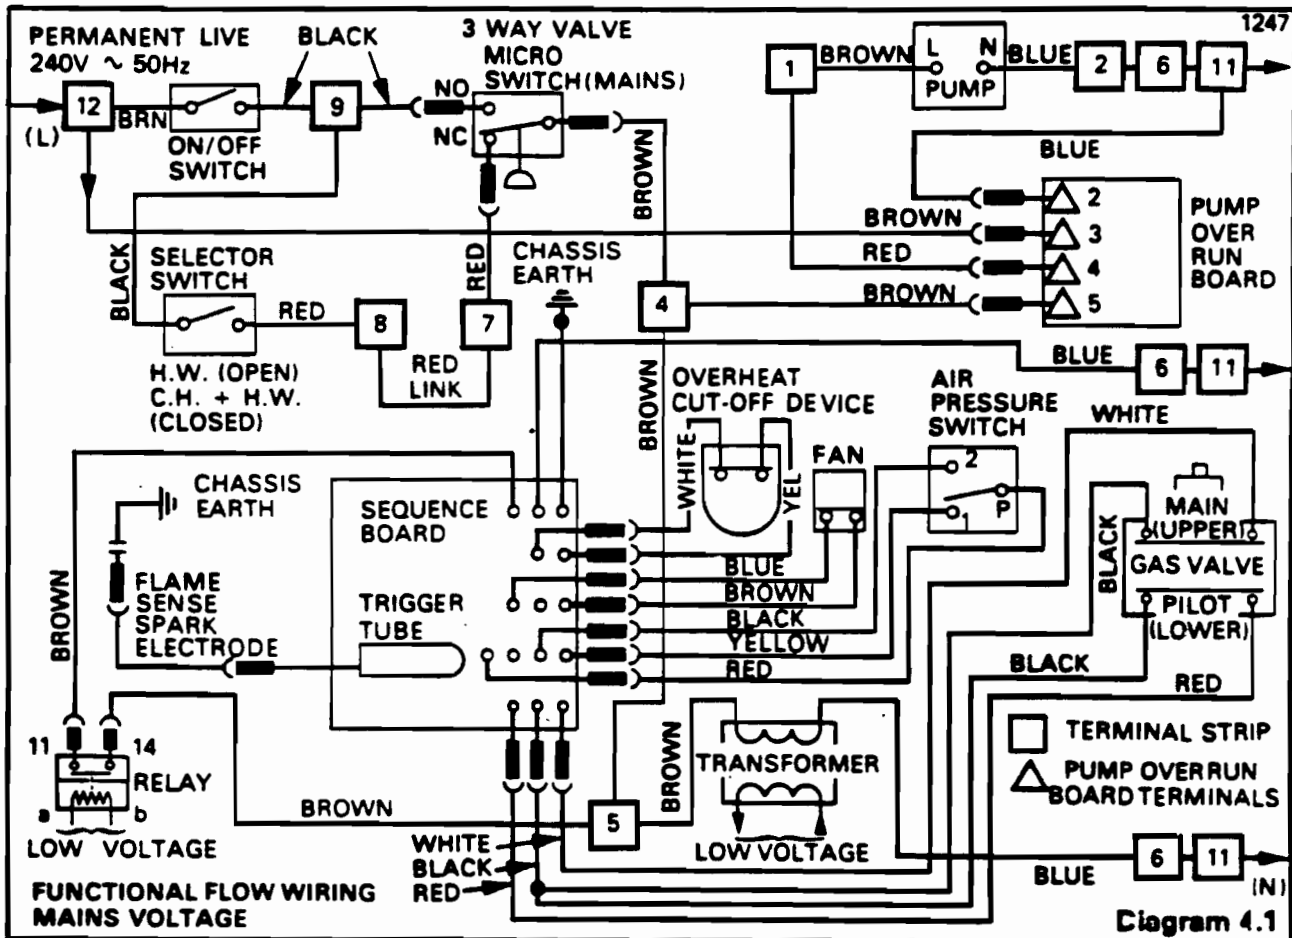 1247
PERMANENT LIVE
240V ~ 50Hz
BLACK
3 WAY VALVE
MICRO
SWITCH (MAINS)
12
(L)
BRN
ON/OFF
SWITCH
9
NO
NC
BROWN
1
BROWN
L N
PUMP
BLUE
2
6
11
BLUE
BROWN
RED
BROWN
2
3
4
5
PUMP
OVER
RUN
BOARD
BLACK
SELECTOR
SWITCH
RED
8
RED
7
RED
LINK
H.W. (OPEN)
C.H. + H.W.
(CLOSED)
CHASSIS
EARTH
4
BROWN
BLUE
6
11
OVERHEAT
CUT-OFF DEVICE
WHITE
YEL
FAN
AIR
PRESSURE
SWITCH
2
P
1
WHITE
BLACK
MAIN
(UPPER)
GAS VALVE
PILOT
(LOWER)
BLACK
RED
CHASSIS
EARTH
SEQUENCE
BOARD
TRIGGER
TUBE
BLUE
BROWN
BLACK
YELLOW
RED
BROWN
FLAME
SENSE
SPARK
ELECTRODE
11
14
RELAY
a
b
LOW VOLTAGE
BROWN
5
BROWN
TRANSFORMER
LOW VOLTAGE
WHITE
BLACK
RED
TERMINAL STRIP
PUMP OVERRUN
BOARD TERMINALS
BLUE
6
11
(N)
FUNCTIONAL FLOW WIRING
MAINS VOLTAGE
Diagram 4.1